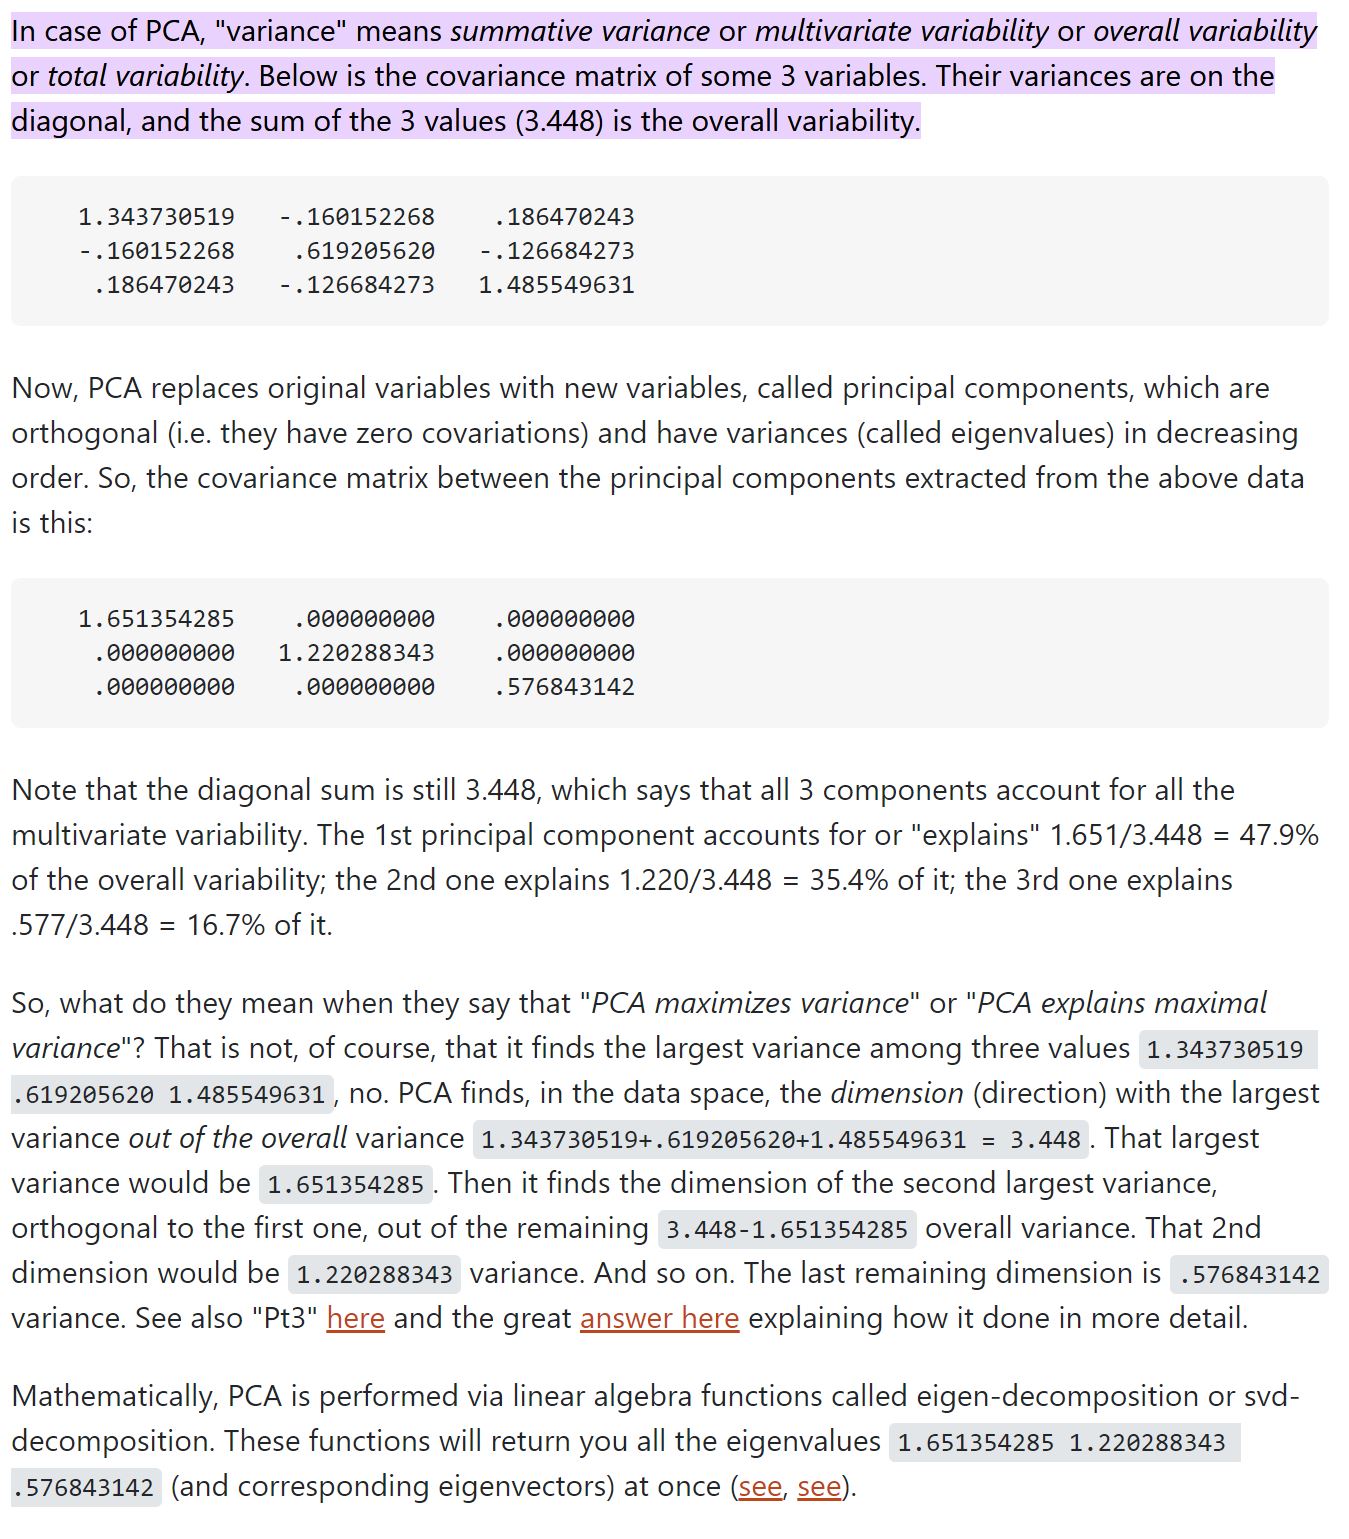 In case of PCA, "variance" means summative variance or multivariate variability or overall variability
or total variability. Below is the covariance matrix of some 3 variables. Their variances are on the
diagonal, and the sum of the 3 values (3.448) is the overall variability.
1.343730519 -.160152268 .186470243
-.160152268 .619205620 -.126684273
.186470243 -.126684273 1.485549631
Now, PCA replaces original variables with new variables, called principal components, which are
orthogonal (i.e. they have zero covariations) and have variances (called eigenvalues) in decreasing
order. So, the covariance matrix between the principal components extracted from the above data
is this:
1.651354285 .000000000 .000000000
.000000000 1.220288343 .000000000
.000000000 .000000000 .576843142
Note that the diagonal sum is still 3.448, which says that all 3 components account for all the
multivariate variability. The 1st principal component accounts for or "explains" 1.651/3.448 = 47.9%
of the overall variability; the 2nd one explains 1.220/3.448 = 35.4% of it; the 3rd one explains
.577/3.448 = 16.7% of it.
So, what do they mean when they say that "PCA maximizes variance" or "PCA explains maximal
variance"? That is not, of course, that it finds the largest variance among three values 1.343730519
.619205620 1.485549631, no. PCA finds, in the data space, the dimension (direction) with the largest
variance out of the overall variance 1.343730519+.619205620+1.485549631 = 3.448. That largest
variance would be 1.651354285. Then it finds the dimension of the second largest variance,
orthogonal to the first one, out of the remaining 3.448-1.651354285 overall variance. That 2nd
dimension would be 1.220288343 variance. And so on. The last remaining dimension is .576843142
variance. See also "Pt3" here and the great answer here explaining how it done in more detail.
Mathematically, PCA is performed via linear algebra functions called eigen-decomposition or svd-
decomposition. These functions will return you all the eigenvalues 1.651354285 1.220288343
.576843142 (and corresponding eigenvectors) at once (see, see).